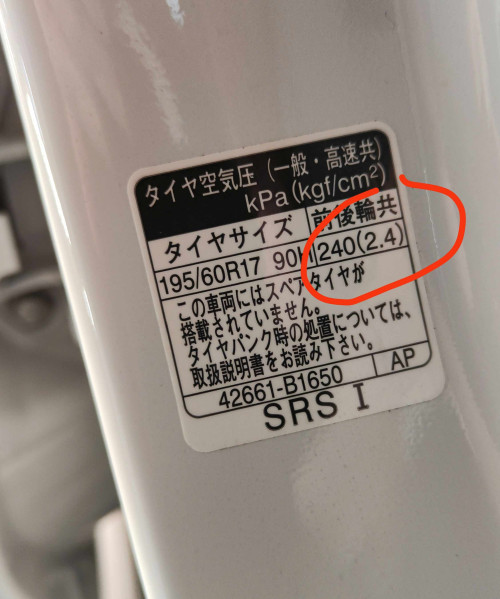 タイヤ空気圧(一般・高速共)
kPa(kgf/cm²)
タイヤサイズ 前後輪共
195/60R17 90H 240(2.4)
この車両にはスペアタイヤが
搭載されていません。
タイヤパンク時の処置については、
取扱説明書をお読み下さい。
42661-B1650 AP
SRS I